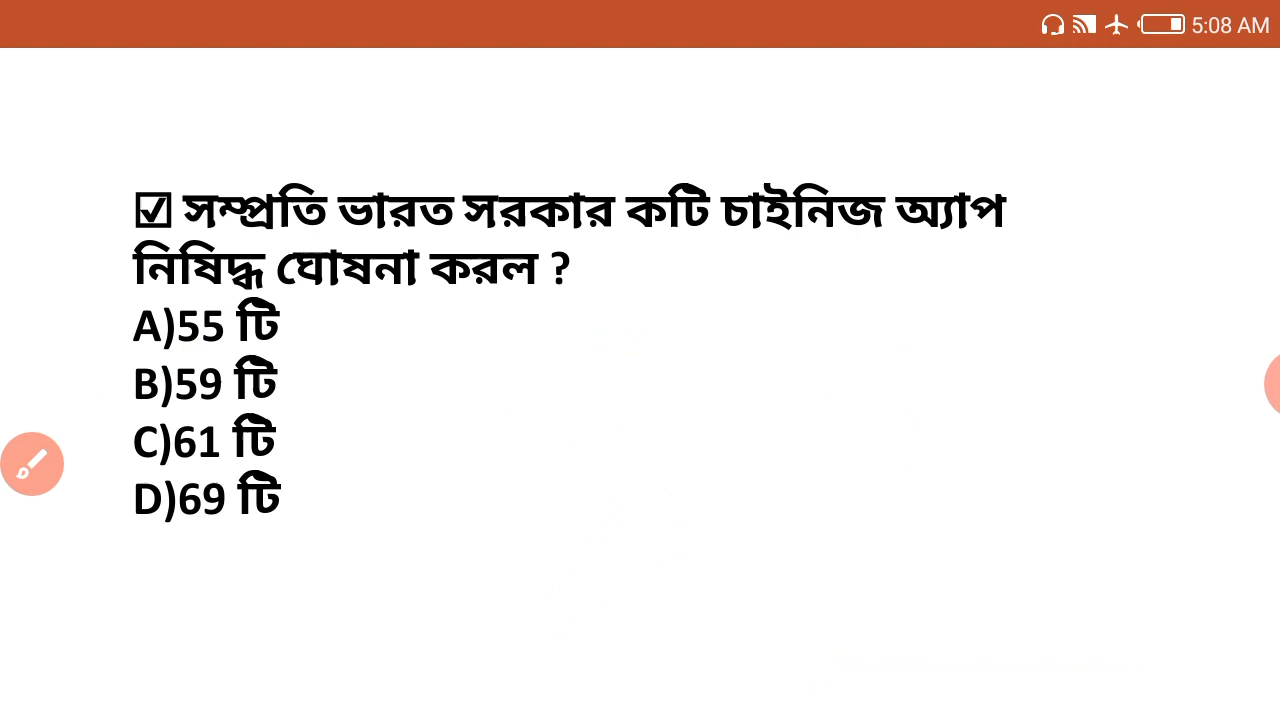 5:08 AM
☑ সম্প্রতি ভারত সরকার কটি চাইনিজ অ্যাপ
নিষিদ্ধ ঘোষনা করল ?
A)55 টি
B)59 টি
C)61 টি
D)69 টি